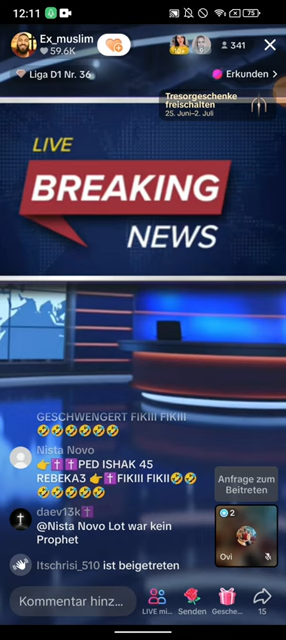 12:11
75
Ex_muslim
59.6K
341
Liga D1 Nr. 36
Erkunden
Tresorgeschenke
freischalten
25. Juni–2. Juli
LIVE
BREAKING
NEWS
GESCHWENGERT FIKIII FIKIII
🤣🤣🤣🤣🤣🤣
Nista Novo
👉✝️✝️PED ISHAK 45
REBEKA3 👉✝️FIKIII FIKII🤣🤣
🤣🤣🤣🤣🤣
daev13k✝️
@Nista Novo Lot war kein
Prophet
Itschrisi_510 ist beigetreten
Anfrage zum
Beitreten
2
Ovi
Kommentar hinz...
LIVE mi...
Senden
Gesche...
15